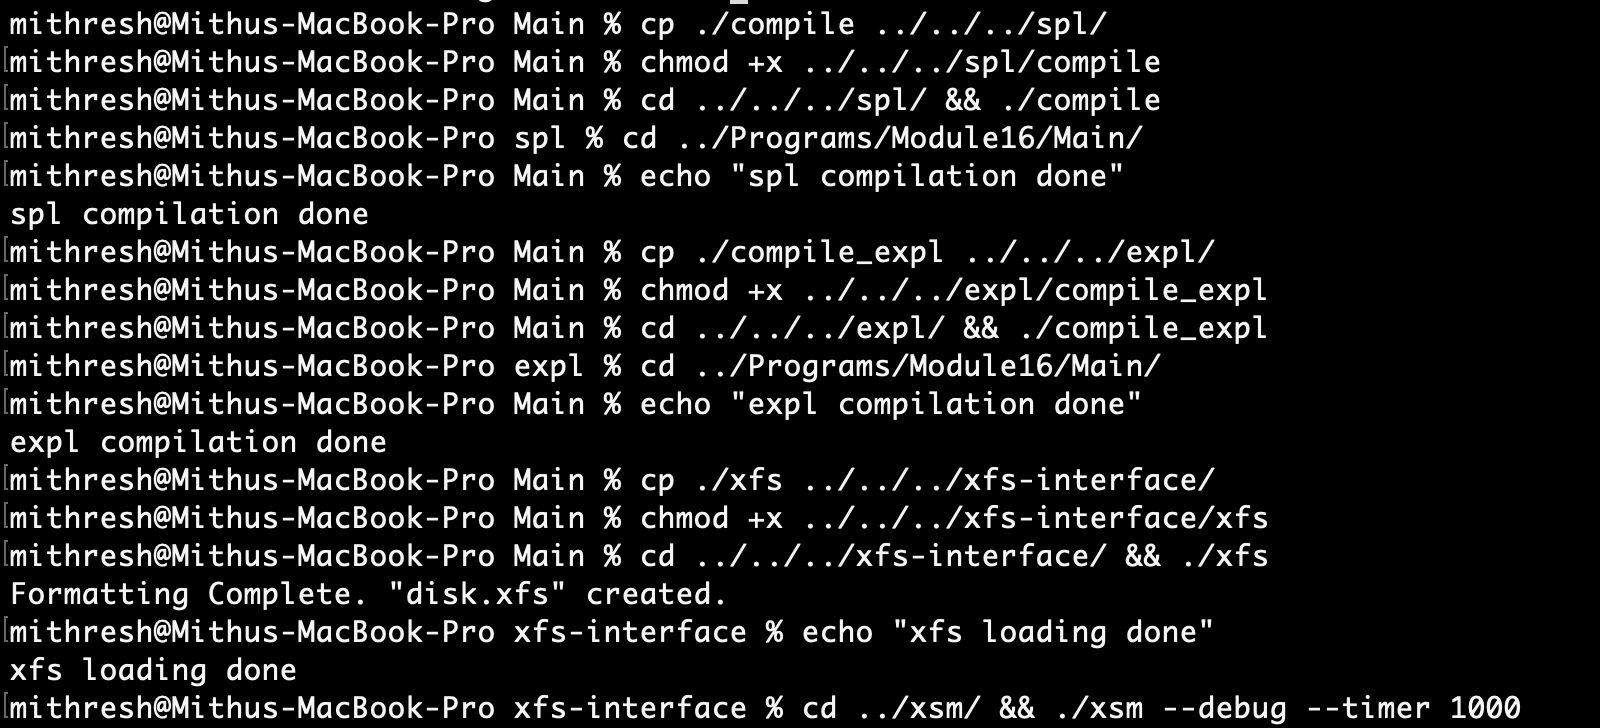 mithresh@Mithus-MacBook-Pro Main % cp ./compile ../../../spl/
mithresh@Mithus-MacBook-Pro Main % chmod +x ../../../spl/compile
mithresh@Mithus-MacBook-Pro Main % cd ../../../spl/ && ./compile
mithresh@Mithus-MacBook-Pro spl % cd ../Programs/Module16/Main/
mithresh@Mithus-MacBook-Pro Main % echo "spl compilation done"
spl compilation done
mithresh@Mithus-MacBook-Pro Main % cp ./compile_expl ../../../expl/
mithresh@Mithus-MacBook-Pro Main % chmod +x ../../../expl/compile_expl
mithresh@Mithus-MacBook-Pro Main % cd ../../../expl/ && ./compile_expl
mithresh@Mithus-MacBook-Pro expl % cd ../Programs/Module16/Main/
mithresh@Mithus-MacBook-Pro Main % echo "expl compilation done"
expl compilation done
mithresh@Mithus-MacBook-Pro Main % cp ./xfs ../../../xfs-interface/
mithresh@Mithus-MacBook-Pro Main % chmod +x ../../../xfs-interface/xfs
mithresh@Mithus-MacBook-Pro Main % cd ../../../xfs-interface/ && ./xfs
Formatting Complete. "disk.xfs" created.
mithresh@Mithus-MacBook-Pro xfs-interface % echo "xfs loading done"
xfs loading done
mithresh@Mithus-MacBook-Pro xfs-interface % cd ../xsm/ && ./xsm --debug --timer 1000